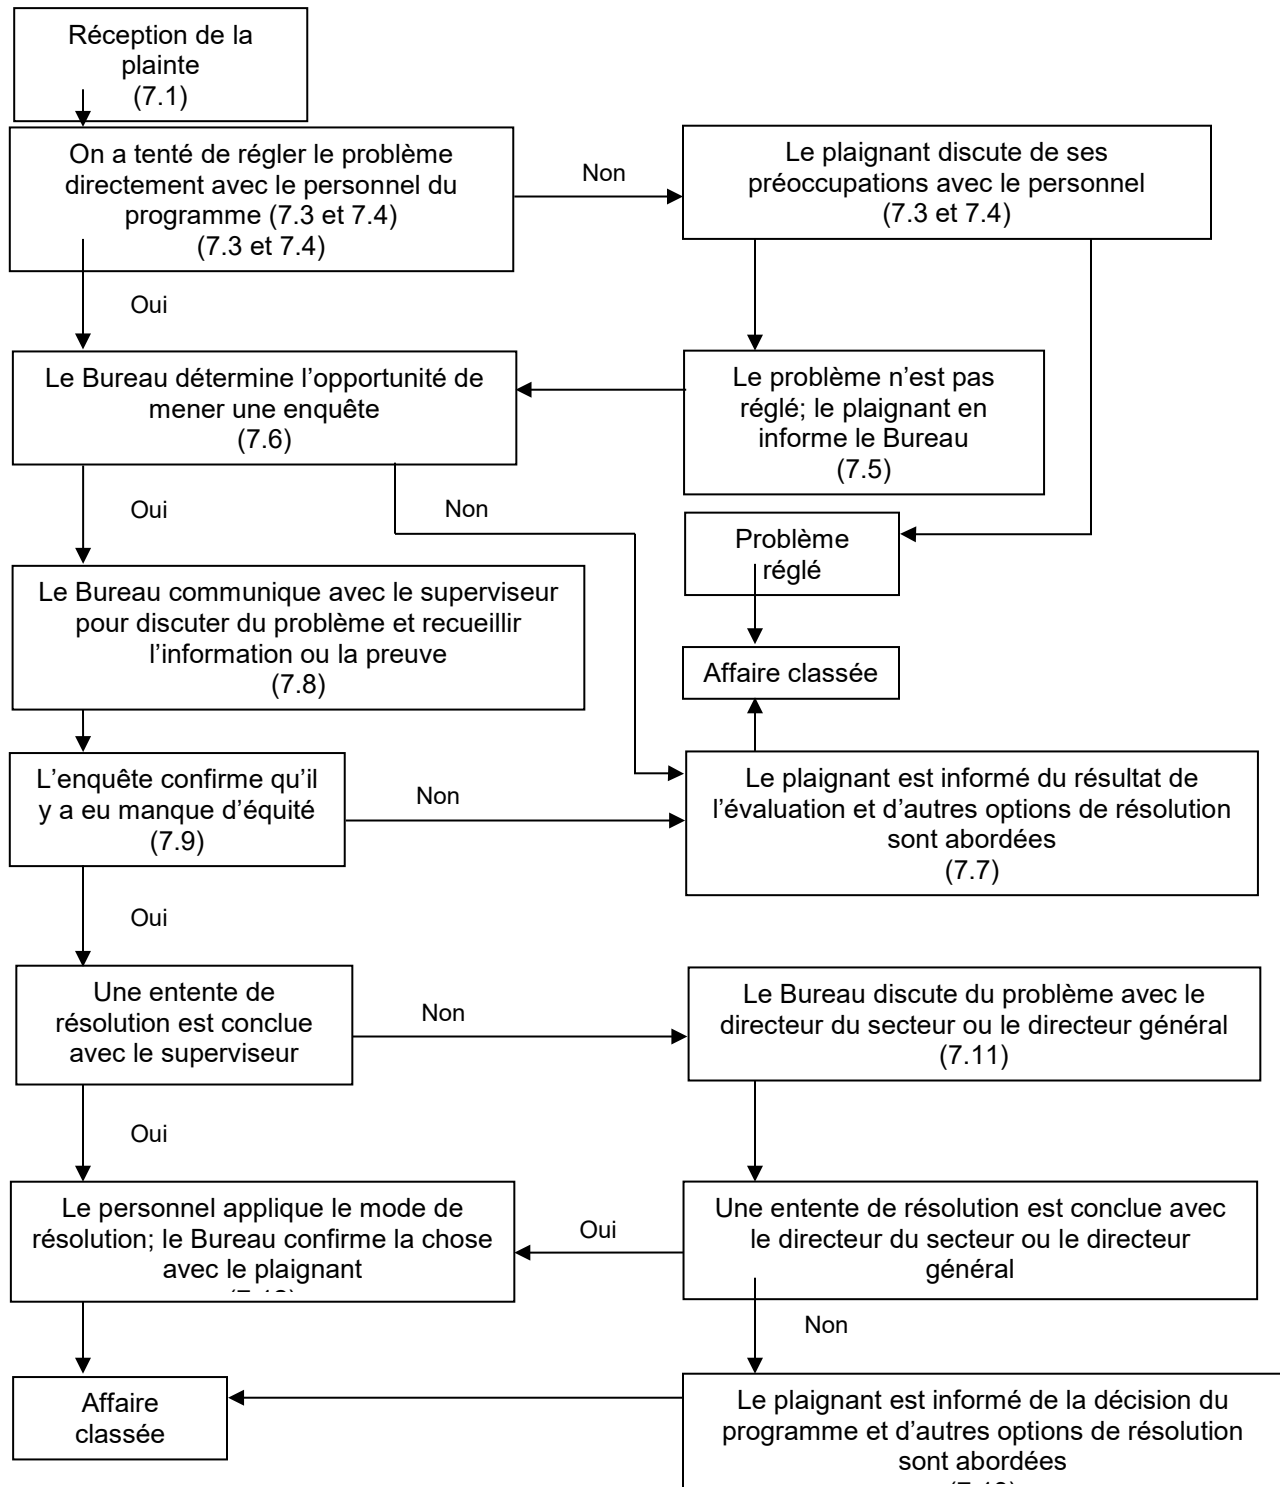 Réception de la
plainte
(7.1)
On a tenté de régler le problème
directement avec le personnel du
programme (7.3 et 7.4)
(7.3 et 7.4)
Non
Le plaignant discute de ses
préoccupations avec le personnel
(7.3 et 7.4)
Oui
Le Bureau détermine l’opportunité de
mener une enquête
(7.6)
Le problème n’est pas
réglé; le plaignant en
informe le Bureau
(7.5)
Oui
Non
Problème
réglé
Le Bureau communique avec le superviseur
pour discuter du problème et recueillir
l’information ou la preuve
(7.8)
Affaire classée
L’enquête confirme qu’il
y a eu manque d’équité
(7.9)
Non
Le plaignant est informé du résultat de
l’évaluation et d’autres options de résolution
sont abordées
(7.7)
Oui
Une entente de
résolution est conclue
avec le superviseur
Non
Le Bureau discute du problème avec le
directeur du secteur ou le directeur général
(7.11)
Oui
Le personnel applique le mode de
résolution; le Bureau confirme la chose
avec le plaignant
Oui
Une entente de résolution est conclue avec
le directeur du secteur ou le directeur
général
Non
Affaire
classée
Le plaignant est informé de la décision du
programme et d’autres options de résolution
sont abordées